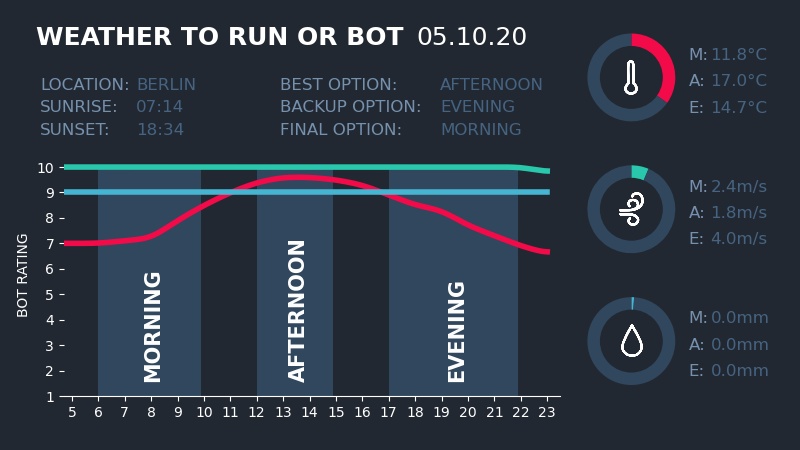 WEATHER TO RUN OR BOT 05.10.20
LOCATION: BERLIN
SUNRISE: 07:14
SUNSET: 18:34
BEST OPTION: AFTERNOON
BACKUP OPTION: EVENING
FINAL OPTION: MORNING
M: 11.8°C
A: 17.0°C
E: 14.7°C
M: 2.4m/s
A: 1.8m/s
E: 4.0m/s
M: 0.0mm
A: 0.0mm
E: 0.0mm
BOT RATING
10
9
8
7
6
5
4
3
2
1
MORNING
AFTERNOON
EVENING
5 6 7 8 9 10 11 12 13 14 15 16 17 18 19 20 21 22 23